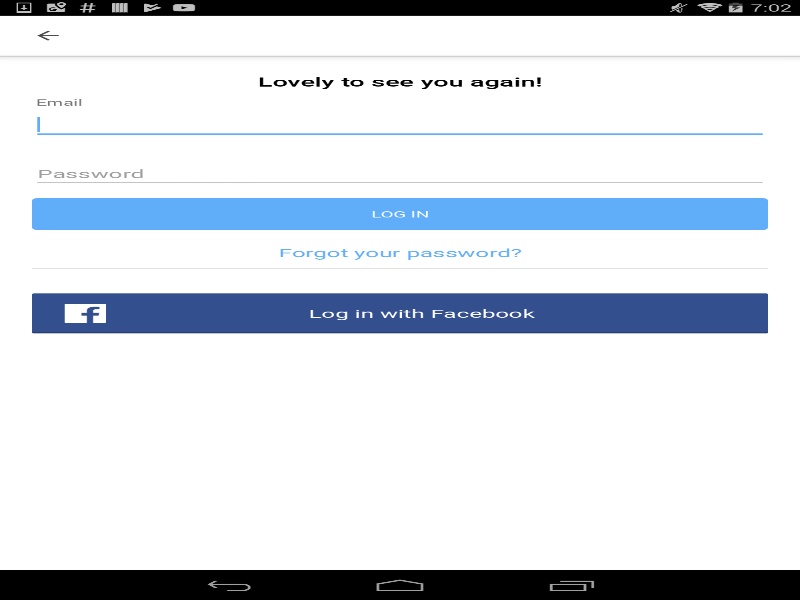 7:02
Lovely to see you again!
Email
Password
LOG IN
Forgot your password?
Log in with Facebook